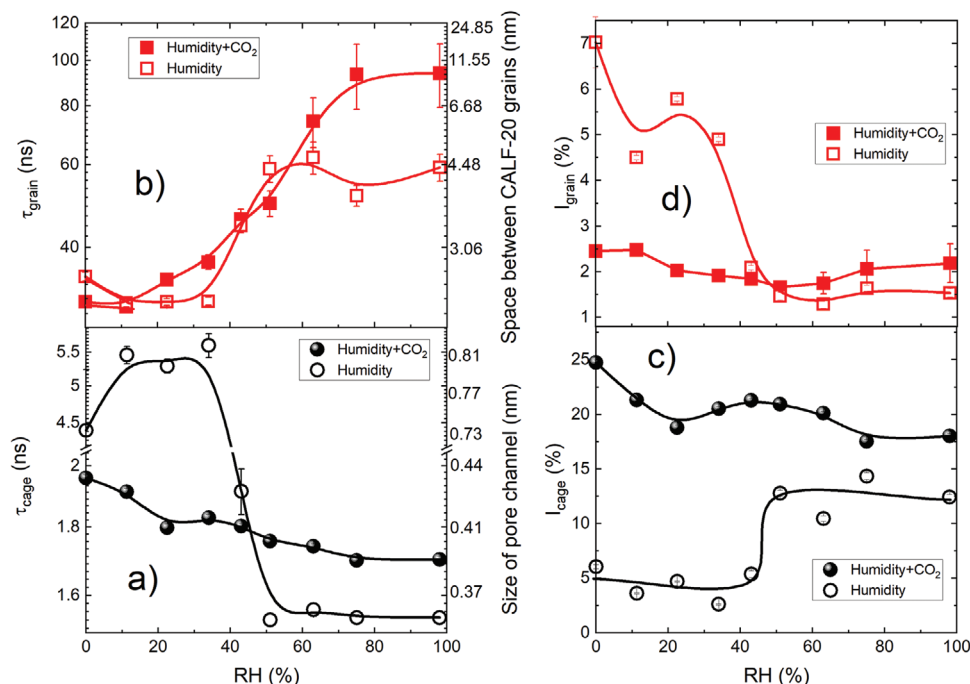 120
100
80
60
40
τgrain (ns)
b)
Humidity+CO2
Humidity
24.85
11.55
6.68
4.48
3.06
Space between CALF-20 grains (nm)
5.5
4.5
2
1.8
1.6
τcage (ns)
a)
Humidity+CO2
Humidity
0.81
0.77
0.73
0.44
0.41
0.37
Size of pore channel (nm)
0 20 40 60 80 100
RH (%)
7
6
5
4
3
2
1
Igrain (%)
d)
Humidity+CO2
Humidity
25
20
15
10
5
0
Icage (%)
c)
Humidity+CO2
Humidity
0 20 40 60 80 100
RH (%)